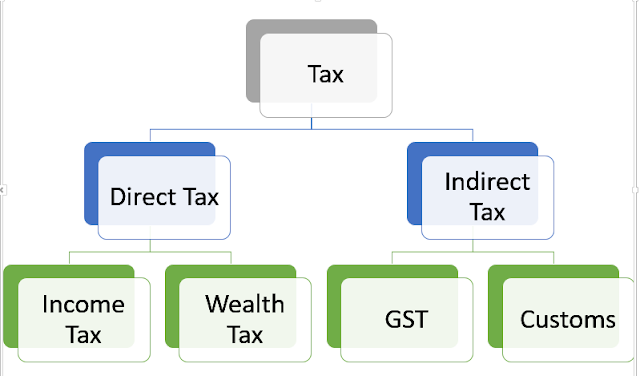 Tax
Direct Tax
Indirect
Tax
Income
Tax
Wealth
Tax
GST
Customs